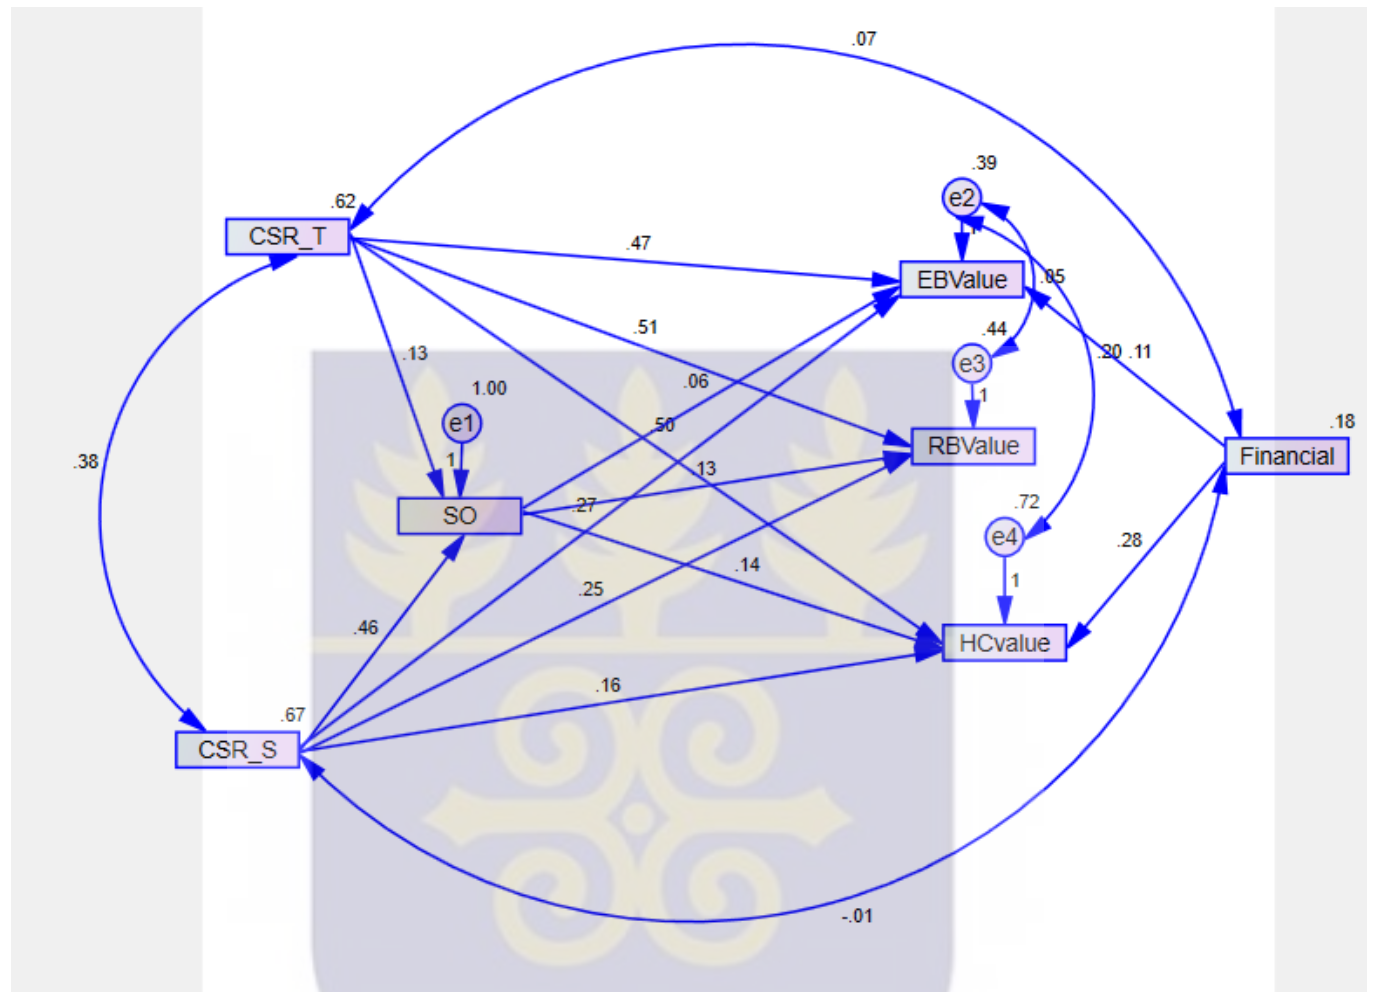 .07
.39
e2
.62
CSR_T
.47
1
EBValue
.05
.51
.44
e3
.20 .11
.13
.06
1.00
e1
1
.50
1
RBValue
.18
Financial
.38
.13
SO
.27
.72
e4
.28
.14
.25
1
.46
HCvalue
.16
.67
CSR_S
-.01